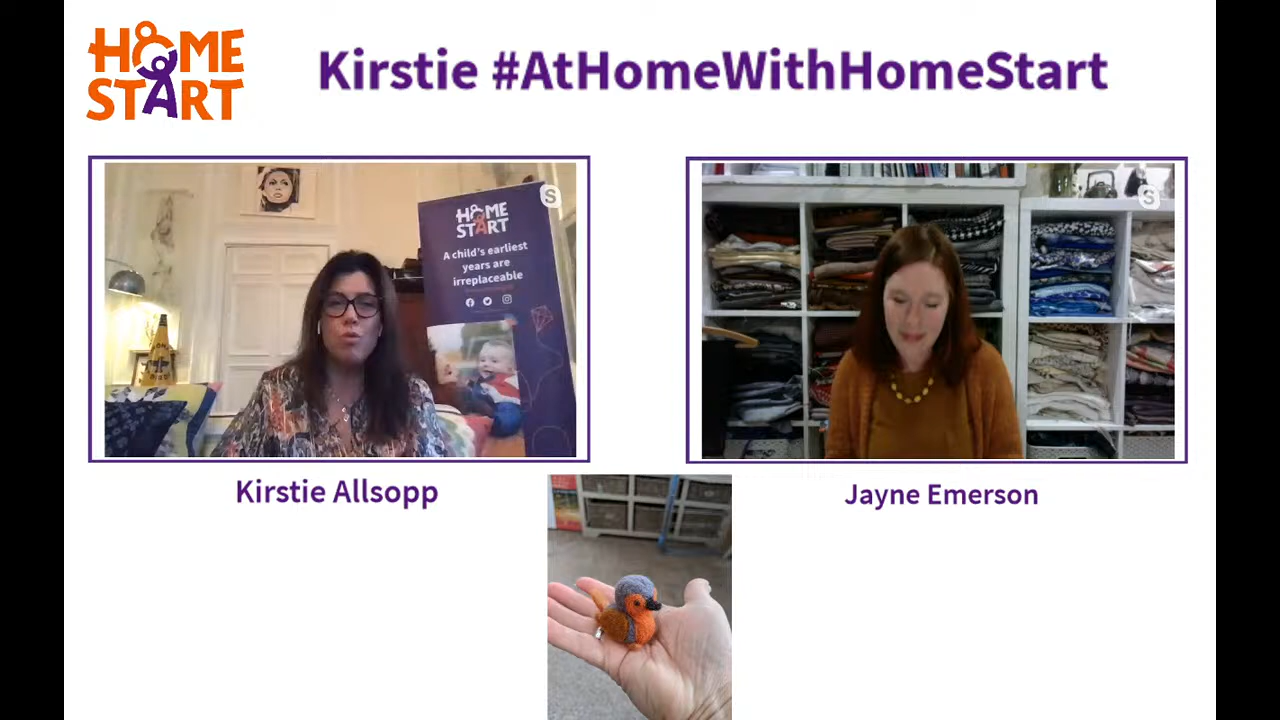 HOME
START
Kirstie #AtHomeWithHomeStart
HOME
START
A child's earliest
years are
irreplaceable
S
S
Kirstie Allsopp
Jayne Emerson